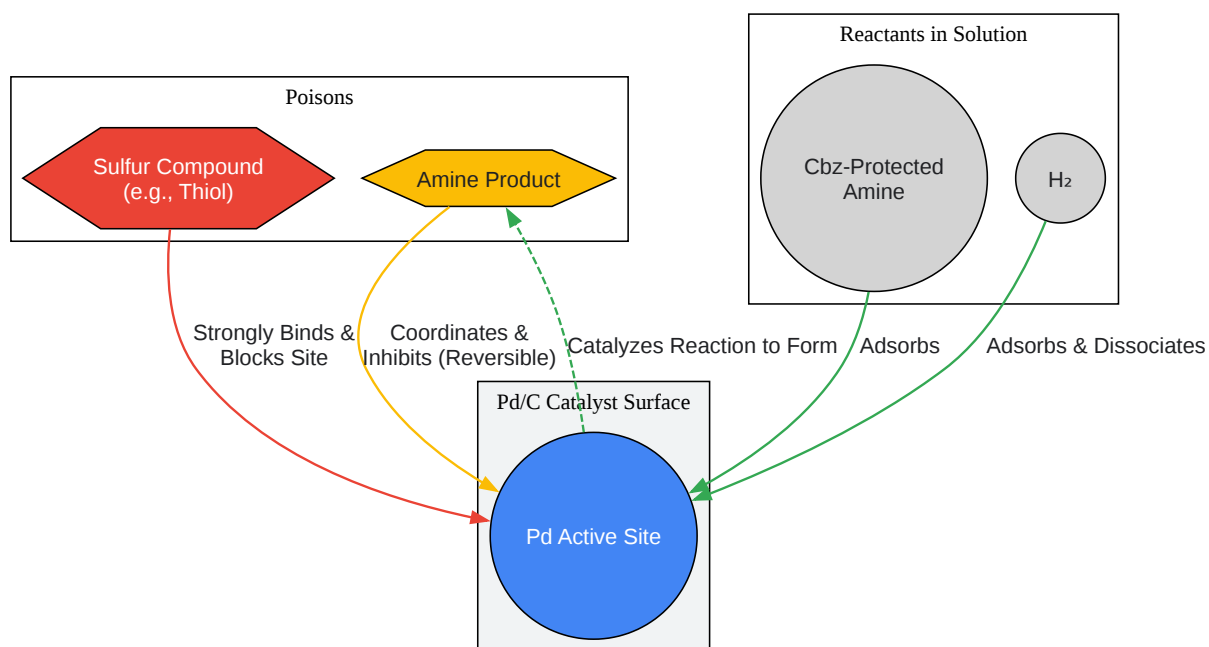 Reactants in Solution
Poisons
Sulfur Compound
(e.g., Thiol)
Amine Product
Cbz-Protected
Amine
H₂
Strongly Binds &
Blocks Site
Coordinates &
Inhibits (Reversible)
Catalyzes Reaction to Form
Adsorbs
Adsorbs & Dissociates
Pd/C Catalyst Surface
Pd Active Site